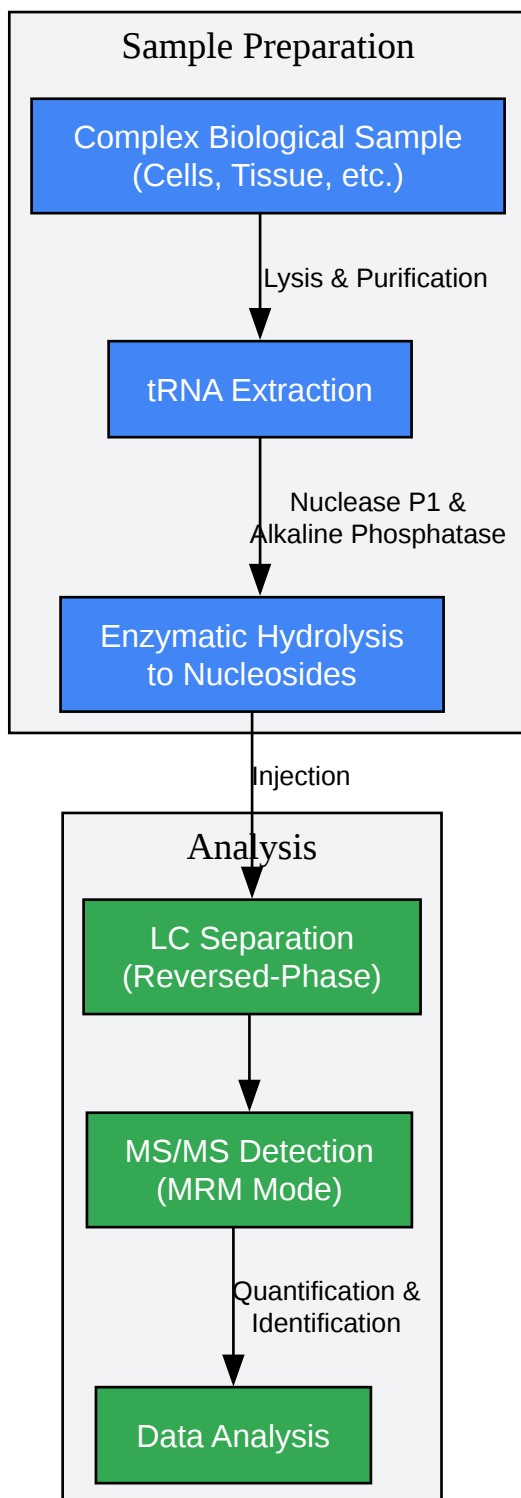 Sample Preparation
Complex Biological Sample
(Cells, Tissue, etc.)
Lysis & Purification
tRNA Extraction
Nuclease P1 &
Alkaline Phosphatase
Enzymatic Hydrolysis
to Nucleosides
Injection
Analysis
LC Separation
(Reversed-Phase)
MS/MS Detection
(MRM Mode)
Quantification &
Identification
Data Analysis